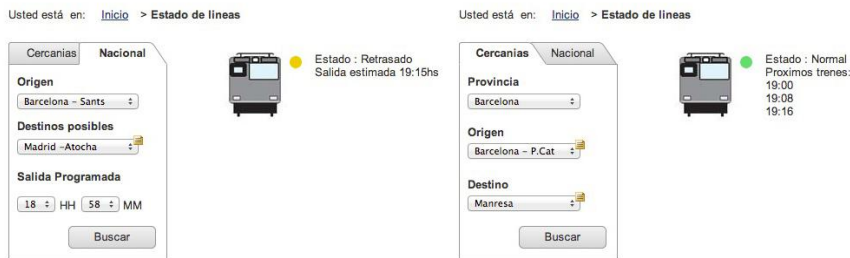 Usted está en: Inicio > Estado de lineas
Cercanias Nacional
Origen
Barcelona - Sants
Destinos posibles
Madrid -Atocha
Salida Programada
18 HH 58 MM
Buscar
Estado : Retrasado
Salida estimada 19:15hs
Usted está en: Inicio > Estado de lineas
Cercanias Nacional
Provincia
Barcelona
Origen
Barcelona - P.Cat
Destino
Manresa
Buscar
Estado : Normal
Proximos trenes:
19:00
19:08
19:16